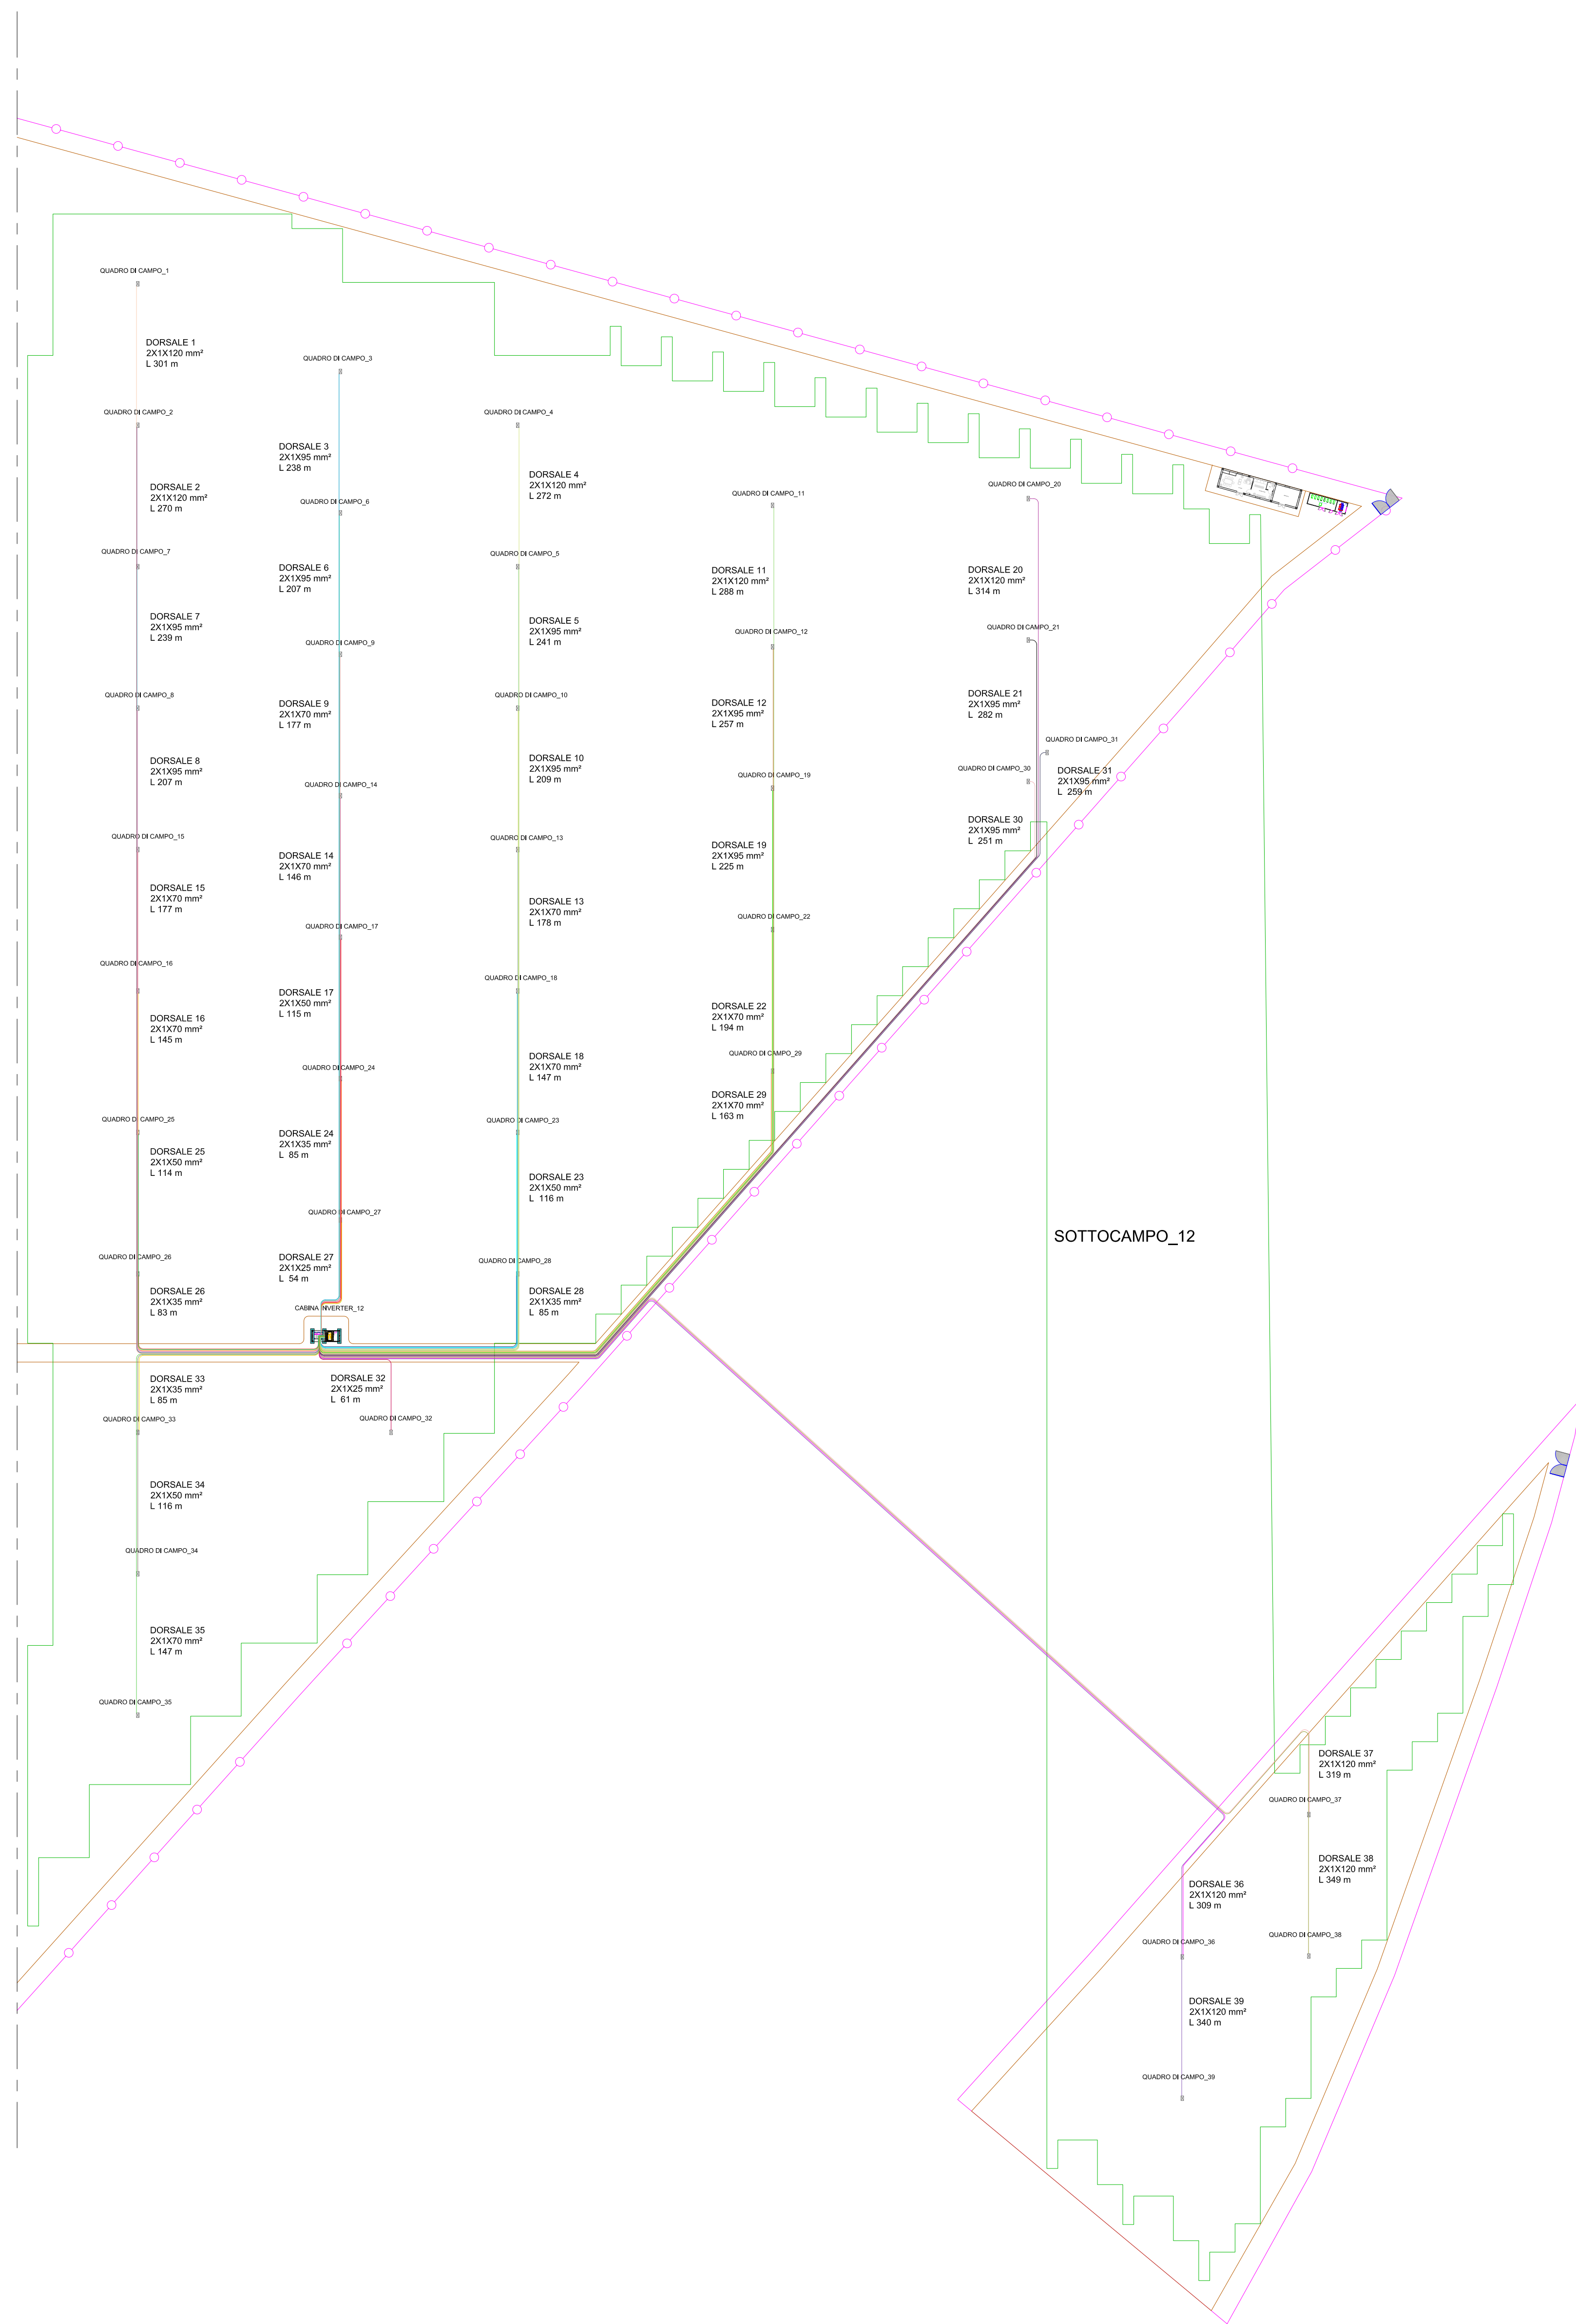 QUADRO DI CAMPO_1
DORSALE 1
2X1X120 mm²
L 301 m
QUADRO DI CAMPO_3
QUADRO DI CAMPO_2
QUADRO DI CAMPO_4
DORSALE 3
2X1X95 mm²
L 238 m
DORSALE 4
2X1X120 mm²
L 272 m
DORSALE 2
2X1X120 mm²
L 270 m
QUADRO DI CAMPO_6
QUADRO DI CAMPO_11
QUADRO DI CAMPO_20
QUADRO DI CAMPO_7
QUADRO DI CAMPO_5
DORSALE 6
2X1X95 mm²
L 207 m
DORSALE 11
2X1X120 mm²
L 288 m
DORSALE 20
2X1X120 mm²
L 314 m
DORSALE 7
2X1X95 mm²
L 239 m
DORSALE 5
2X1X95 mm²
L 241 m
QUADRO DI CAMPO_9
QUADRO DI CAMPO_12
QUADRO DI CAMPO_21
QUADRO DI CAMPO_8
QUADRO DI CAMPO_10
DORSALE 9
2X1X70 mm²
L 177 m
DORSALE 12
2X1X95 mm²
L 257 m
DORSALE 21
2X1X95 mm²
L 282 m
QUADRO DI CAMPO_31
DORSALE 8
2X1X95 mm²
L 207 m
DORSALE 10
2X1X95 mm²
L 209 m
QUADRO DI CAMPO_14
QUADRO DI CAMPO_19
QUADRO DI CAMPO_30
DORSALE 31
2X1X95 mm²
L 259 m
QUADRO DI CAMPO_15
QUADRO DI CAMPO_13
DORSALE 30
2X1X95 mm²
L 251 m
DORSALE 14
2X1X70 mm²
L 146 m
DORSALE 19
2X1X95 mm²
L 225 m
DORSALE 15
2X1X70 mm²
L 177 m
DORSALE 13
2X1X70 mm²
L 178 m
QUADRO DI CAMPO_17
QUADRO DI CAMPO_22
QUADRO DI CAMPO_16
QUADRO DI CAMPO_18
DORSALE 17
2X1X50 mm²
L 115 m
DORSALE 22
2X1X70 mm²
L 194 m
DORSALE 16
2X1X70 mm²
L 145 m
DORSALE 18
2X1X70 mm²
L 147 m
QUADRO DI CAMPO_24
QUADRO DI CAMPO_29
DORSALE 29
2X1X70 mm²
L 163 m
QUADRO DI CAMPO_25
QUADRO DI CAMPO_23
DORSALE 24
2X1X35 mm²
L 85 m
DORSALE 25
2X1X50 mm²
L 114 m
DORSALE 23
2X1X50 mm²
L 116 m
QUADRO DI CAMPO_27
SOTTOCAMPO_12
QUADRO DI CAMPO_26
DORSALE 27
2X1X25 mm²
L 54 m
QUADRO DI CAMPO_28
DORSALE 26
2X1X35 mm²
L 83 m
DORSALE 28
2X1X35 mm²
L 85 m
CABINA INVERTER_12
DORSALE 33
2X1X35 mm²
L 85 m
DORSALE 32
2X1X25 mm²
L 61 m
QUADRO DI CAMPO_33
QUADRO DI CAMPO_32
DORSALE 34
2X1X50 mm²
L 116 m
QUADRO DI CAMPO_34
DORSALE 35
2X1X70 mm²
L 147 m
QUADRO DI CAMPO_35
DORSALE 37
2X1X120 mm²
L 319 m
QUADRO DI CAMPO_37
DORSALE 38
2X1X120 mm²
L 349 m
DORSALE 36
2X1X120 mm²
L 309 m
QUADRO DI CAMPO_38
QUADRO DI CAMPO_36
DORSALE 39
2X1X120 mm²
L 340 m
QUADRO DI CAMPO_39